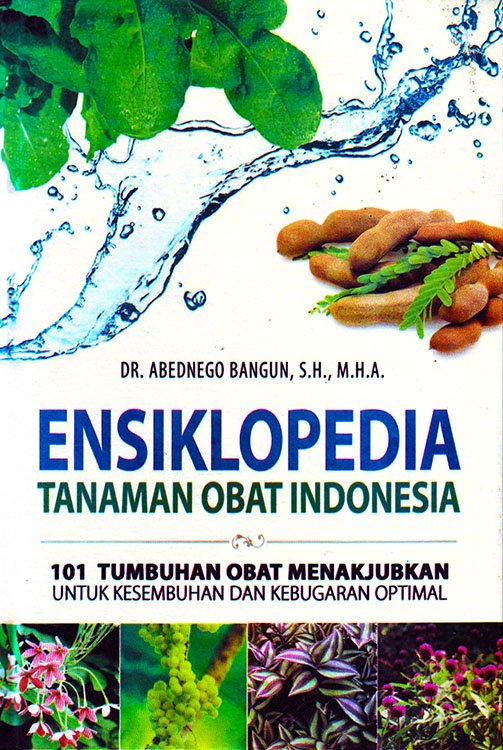 DR. ABEDNEGO BANGUN, S.H., M.H.A.
ENSIKLOPEDIA
TANAMAN OBAT INDONESIA
101 TUMBUHAN OBAT MENAKJUBKAN
UNTUK KESEMBUHAN DAN KEBUGARAN OPTIMAL